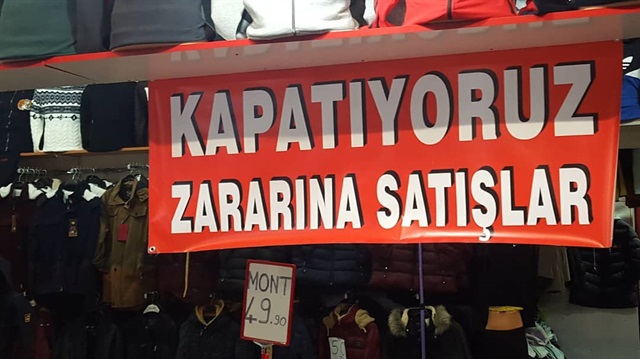 KAPATIYORUZ
ZARARINA SATIŞLAR
MONT
49.90